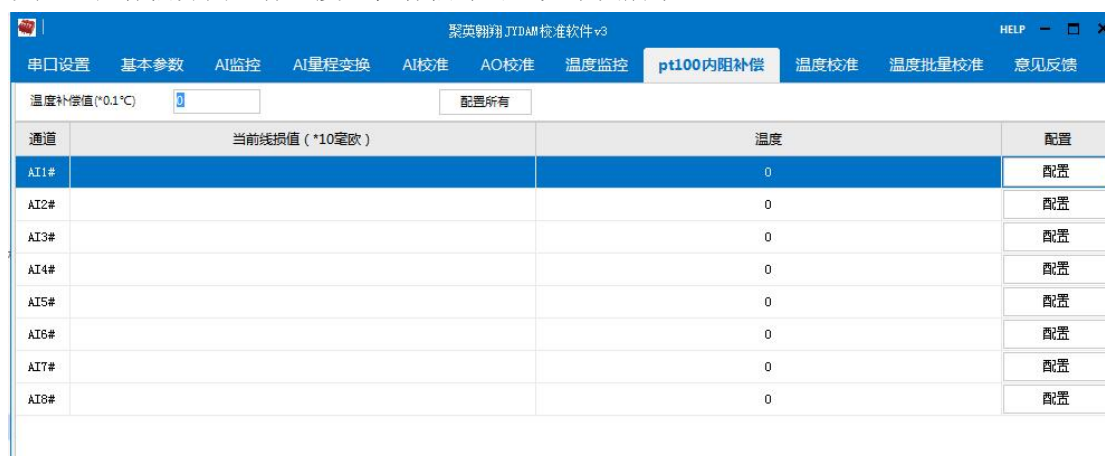 聚英翱翔JYDAM校准软件v3 HELP
串口设置 基本参数 AI监控 AI量程变换 AI校准 AO校准 温度监控 pt100内阻补偿 温度校准 温度批量校准 意见反馈
温度补偿值(*0.1℃) 0 配置所有
通道 当前线损值(*10毫欧) 温度 配置
AI1# 0 配置
AI2# 0 配置
AI3# 0 配置
AI4# 0 配置
AI5# 0 配置
AI6# 0 配置
AI7# 0 配置
AI8# 0 配置